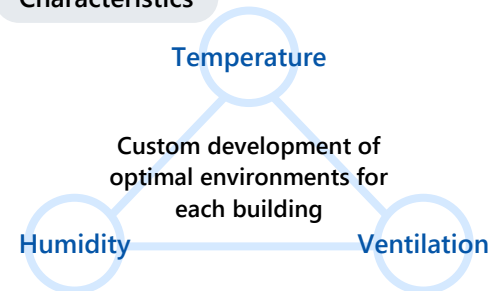 Characteristics
Temperature
Custom development of
optimal environments for
each building
Humidity
Ventilation